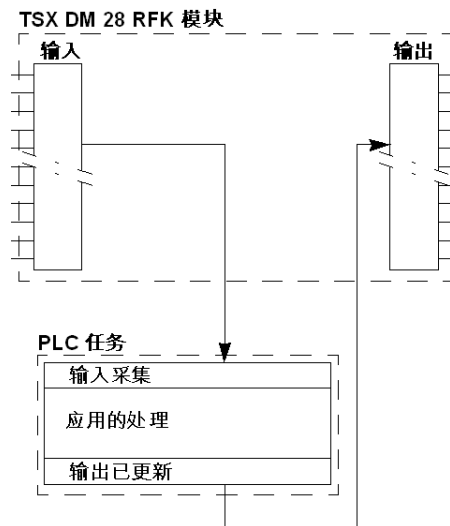 TSX DM 28 RFK 模块
输入
输出
PLC 任务
输入采集
应用的处理
输出已更新